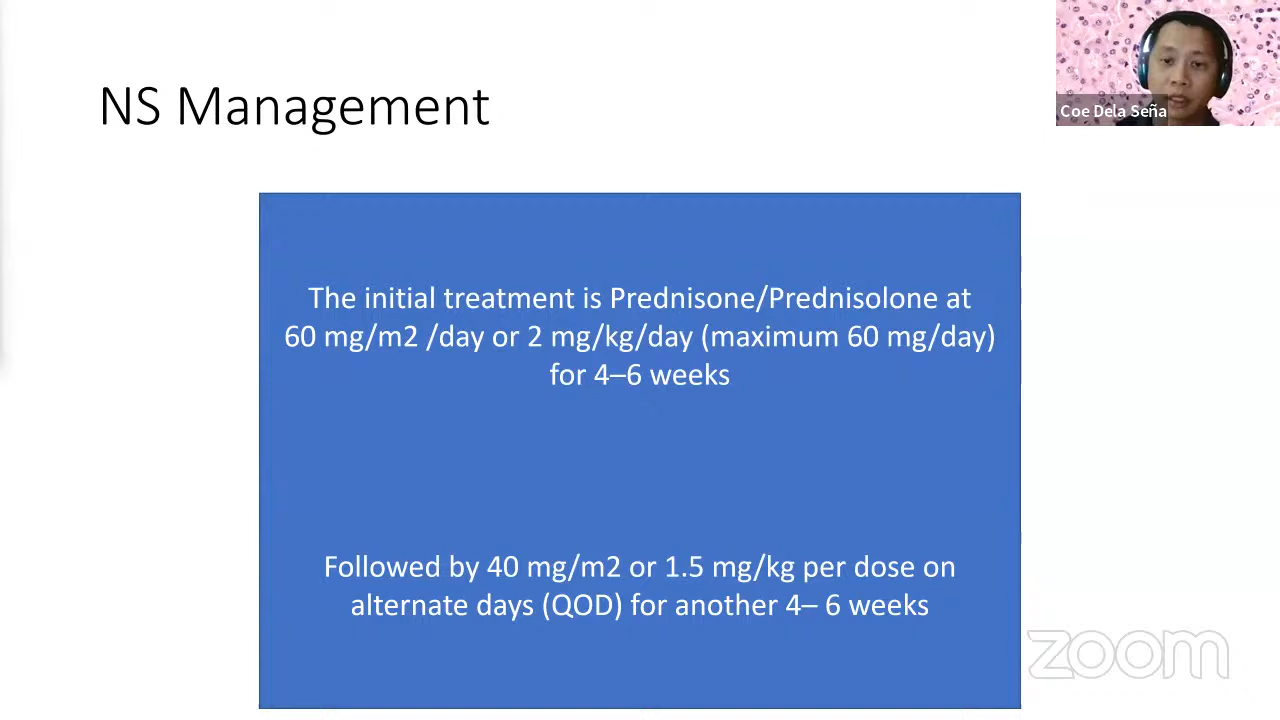 NS Management
Coe Dela Seña
The initial treatment is Prednisone/Prednisolone at
60 mg/m2 /day or 2 mg/kg/day (maximum 60 mg/day)
for 4–6 weeks
Followed by 40 mg/m2 or 1.5 mg/kg per dose on
alternate days (QOD) for another 4– 6 weeks
zoom